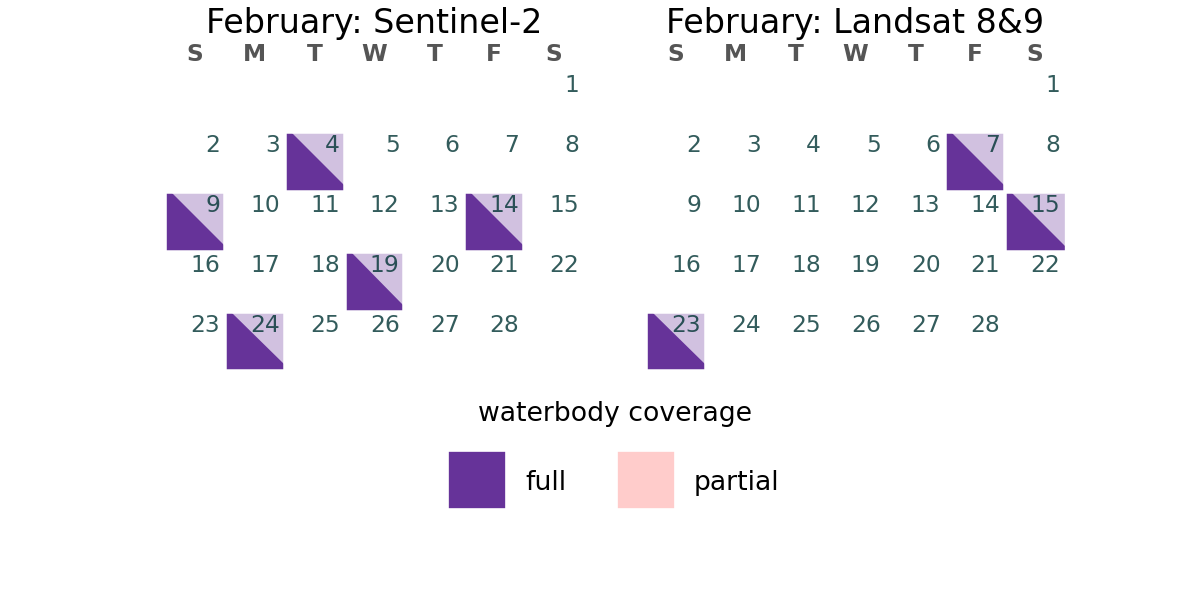 February: Sentinel-2
S M T W T F S
1
2 3 4 5 6 7 8
9 10 11 12 13 14 15
16 17 18 19 20 21 22
23 24 25 26 27 28
February: Landsat 8&9
S M T W T F S
1
2 3 4 5 6 7 8
9 10 11 12 13 14 15
16 17 18 19 20 21 22
23 24 25 26 27 28
waterbody coverage
full partial